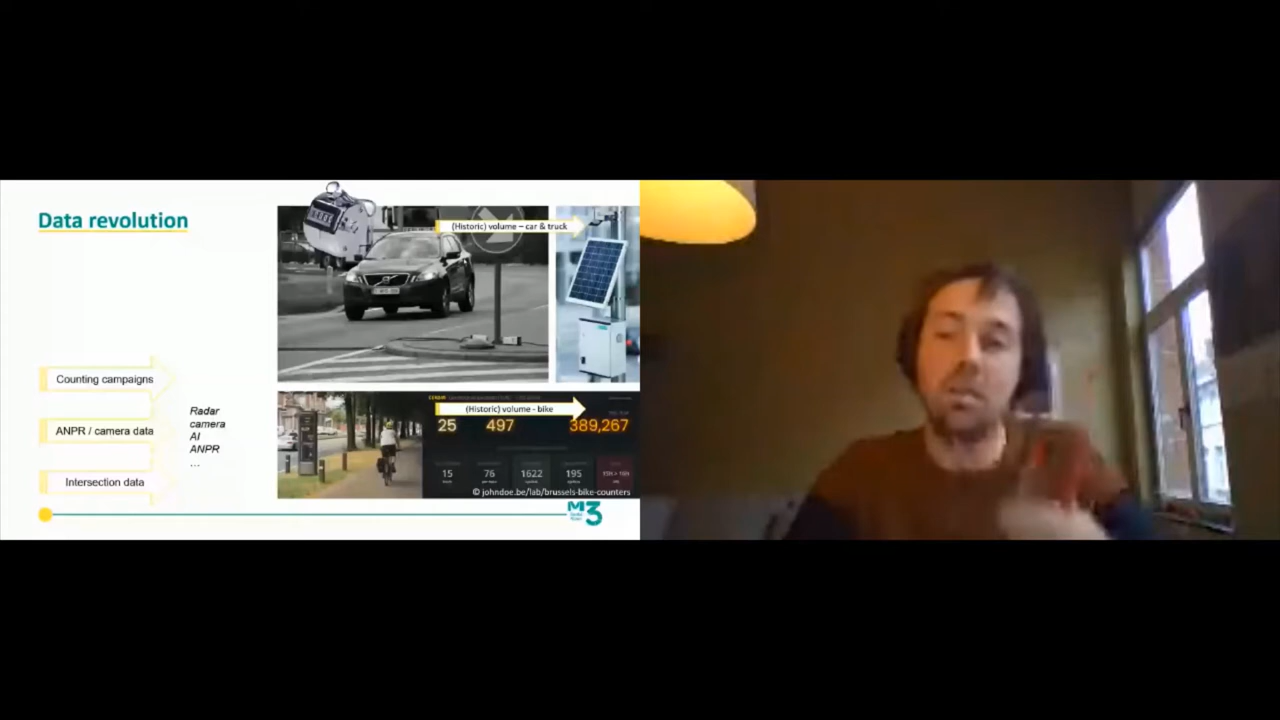 Data revolution
(Historic) volume – car & truck
Counting campaigns
ANPR / camera data
Intersection data
Radar
camera
AI
ANPR
...
(Historic) volume - bike
25 497 389,267
15 76 1622 195
© johndoe.be/lab/brussels-bike-counters
M3